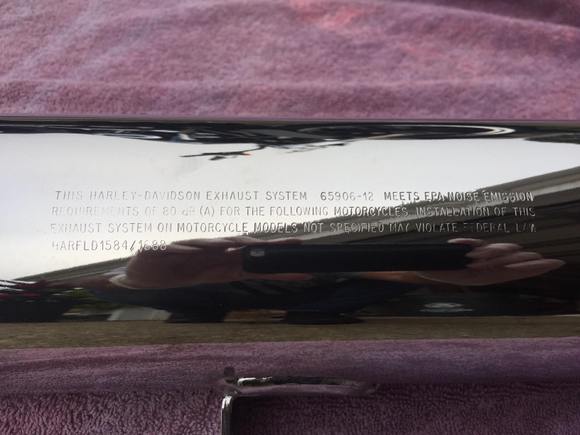 THIS HARLEY-DAVIDSON EXHAUST SYSTEM 65906-12 MEETS EPA NOISE EMISSION
REQUIREMENTS OF 80 dB (A) FOR THE FOLLOWING MOTORCYCLES. INSTALLATION OF THIS
EXHAUST SYSTEM ON MOTORCYCLE MODELS NOT SPECIFIED MAY VIOLATE FEDERAL LAW
HARFLD1584/1688